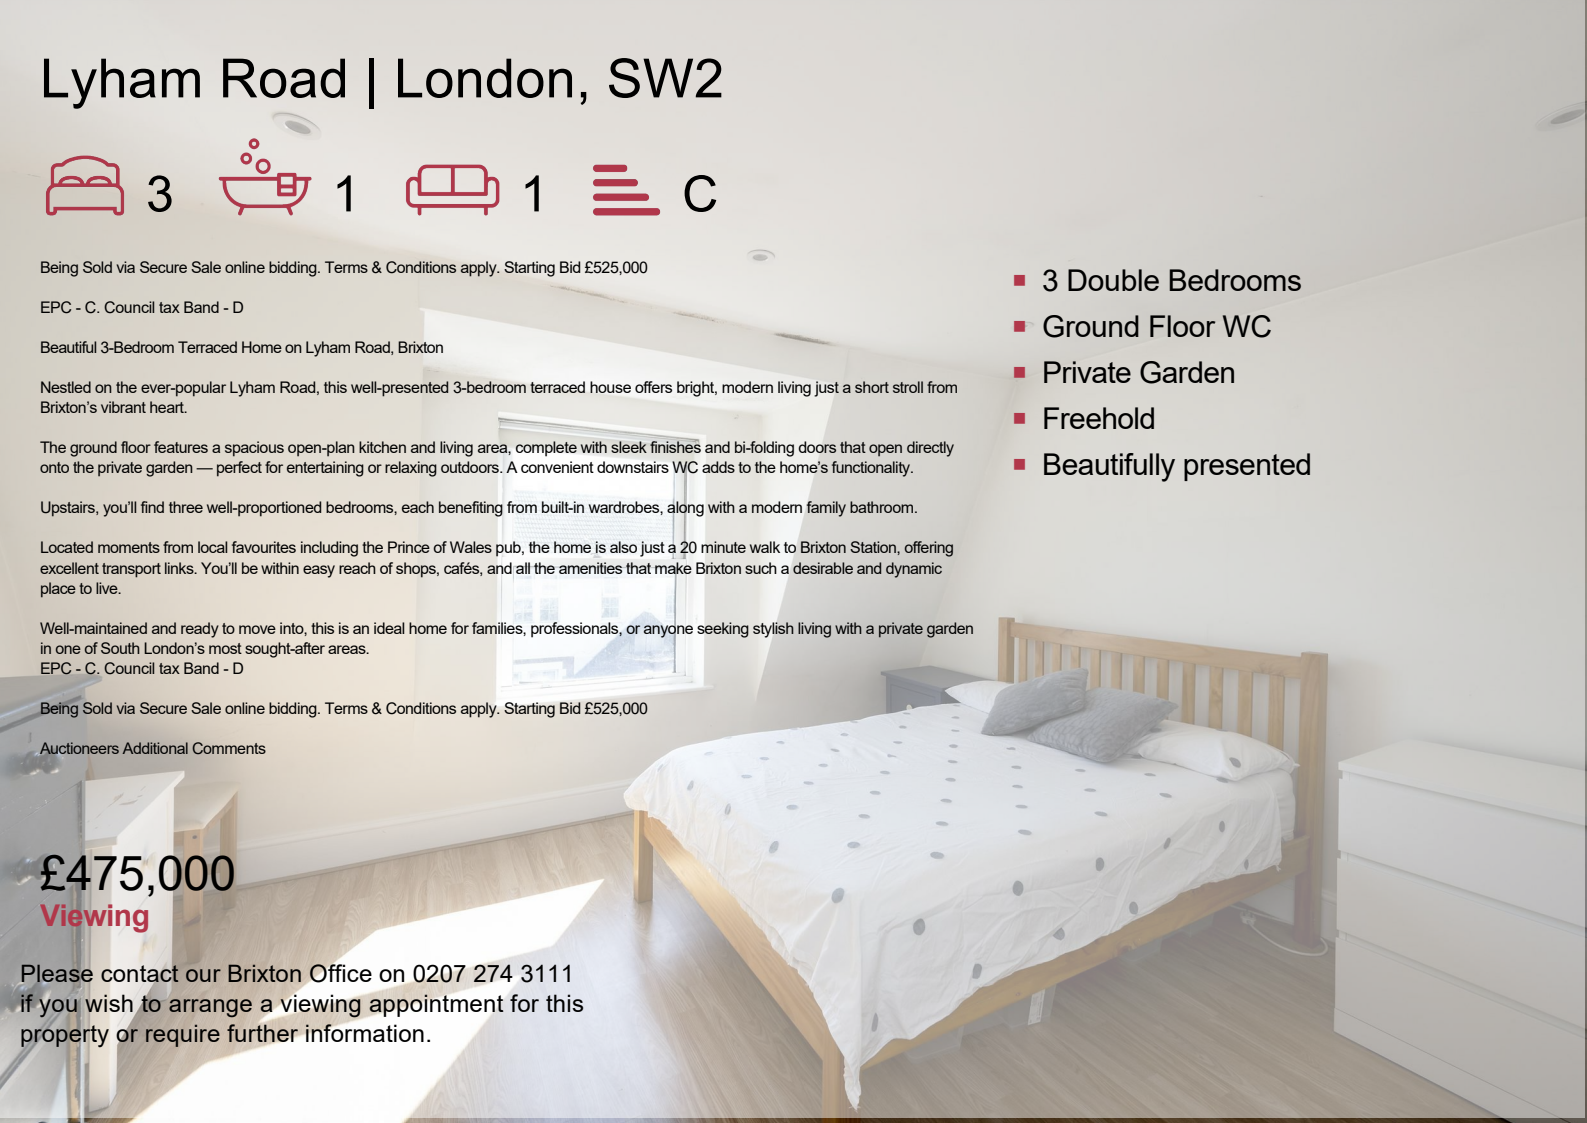 Lyham Road | London, SW2
3 1 1 C
Being Sold via Secure Sale online bidding. Terms & Conditions apply. Starting Bid £525,000
EPC - C. Council tax Band - D
Beautiful 3-Bedroom Terraced Home on Lyham Road, Brixton
Nestled on the ever-popular Lyham Road, this well-presented 3-bedroom terraced house offers bright, modern living just a short stroll from
Brixton’s vibrant heart.
The ground floor features a spacious open-plan kitchen and living area, complete with sleek finishes and bi-folding doors that open directly
onto the private garden — perfect for entertaining or relaxing outdoors. A convenient downstairs WC adds to the home’s functionality.
Upstairs, you’ll find three well-proportioned bedrooms, each benefiting from built-in wardrobes, along with a modern family bathroom.
Located moments from local favourites including the Prince of Wales pub, the home is also just a 20 minute walk to Brixton Station, offering
excellent transport links. You’ll be within easy reach of shops, cafés, and all the amenities that make Brixton such a desirable and dynamic
place to live.
Well-maintained and ready to move into, this is an ideal home for families, professionals, or anyone seeking stylish living with a private garden
in one of South London’s most sought-after areas.
EPC - C. Council tax Band - D
Being Sold via Secure Sale online bidding. Terms & Conditions apply. Starting Bid £525,000
Auctioneers Additional Comments
3 Double Bedrooms
Ground Floor WC
Private Garden
Freehold
Beautifully presented
£475,000
Viewing
Please contact our Brixton Office on 0207 274 3111
if you wish to arrange a viewing appointment for this
property or require further information.